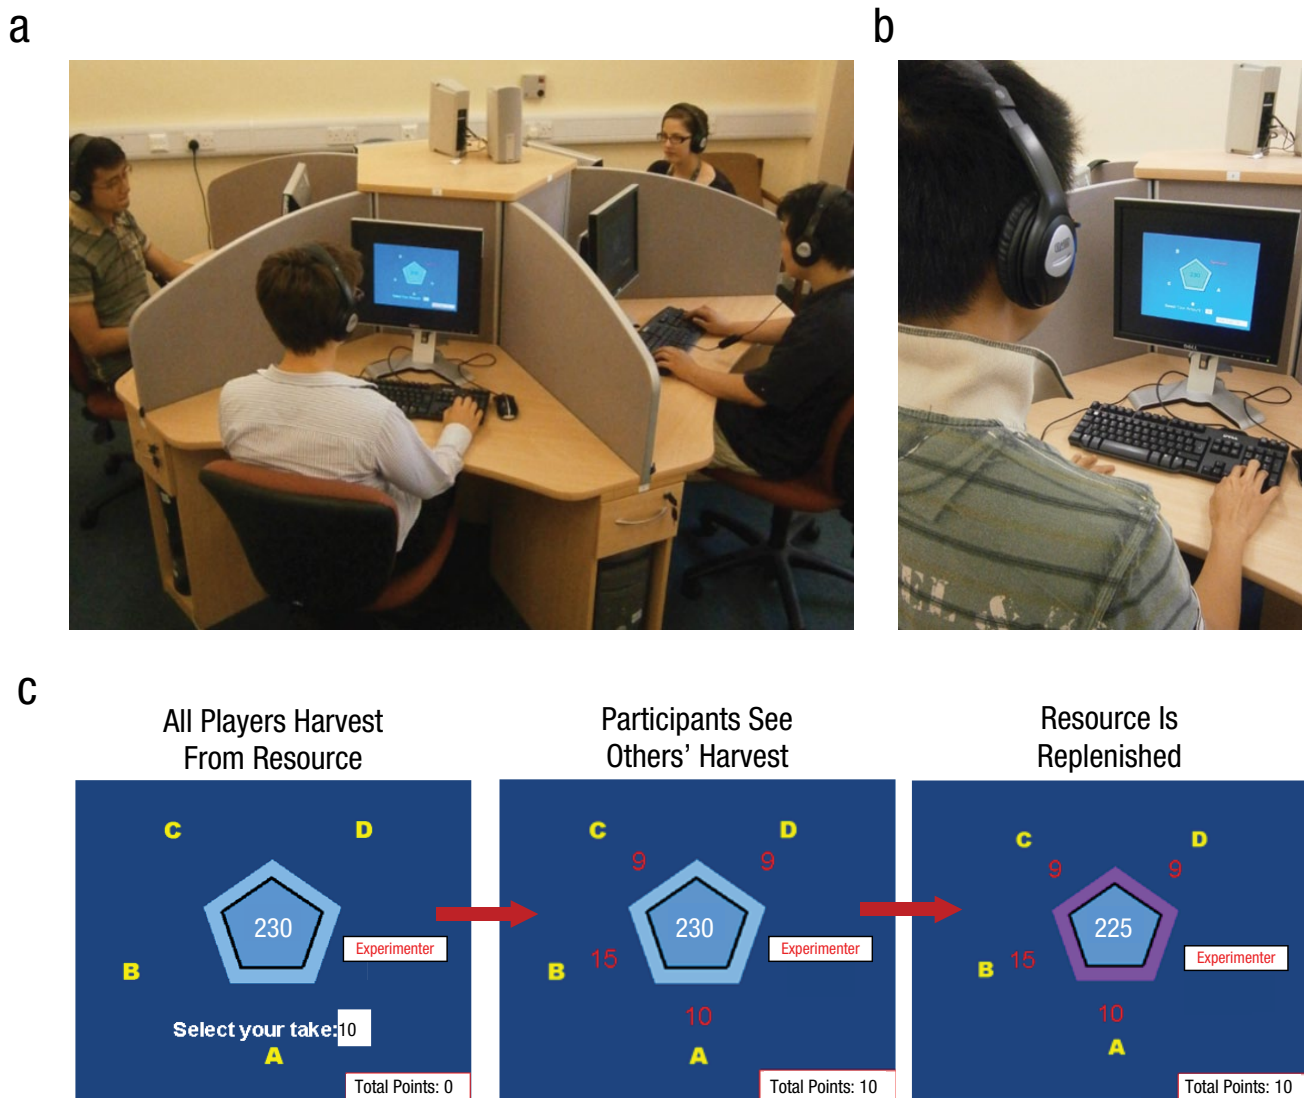 a
b
c
All Players Harvest
From Resource
Participants See
Others' Harvest
Resource Is
Replenished
C
D
230
Experimenter
B
Select your take:10
A
Total Points: 0
C
D
9
9
230
Experimenter
B
15
10
A
Total Points: 10
C
D
9
9
225
Experimenter
B
15
10
A
Total Points: 10